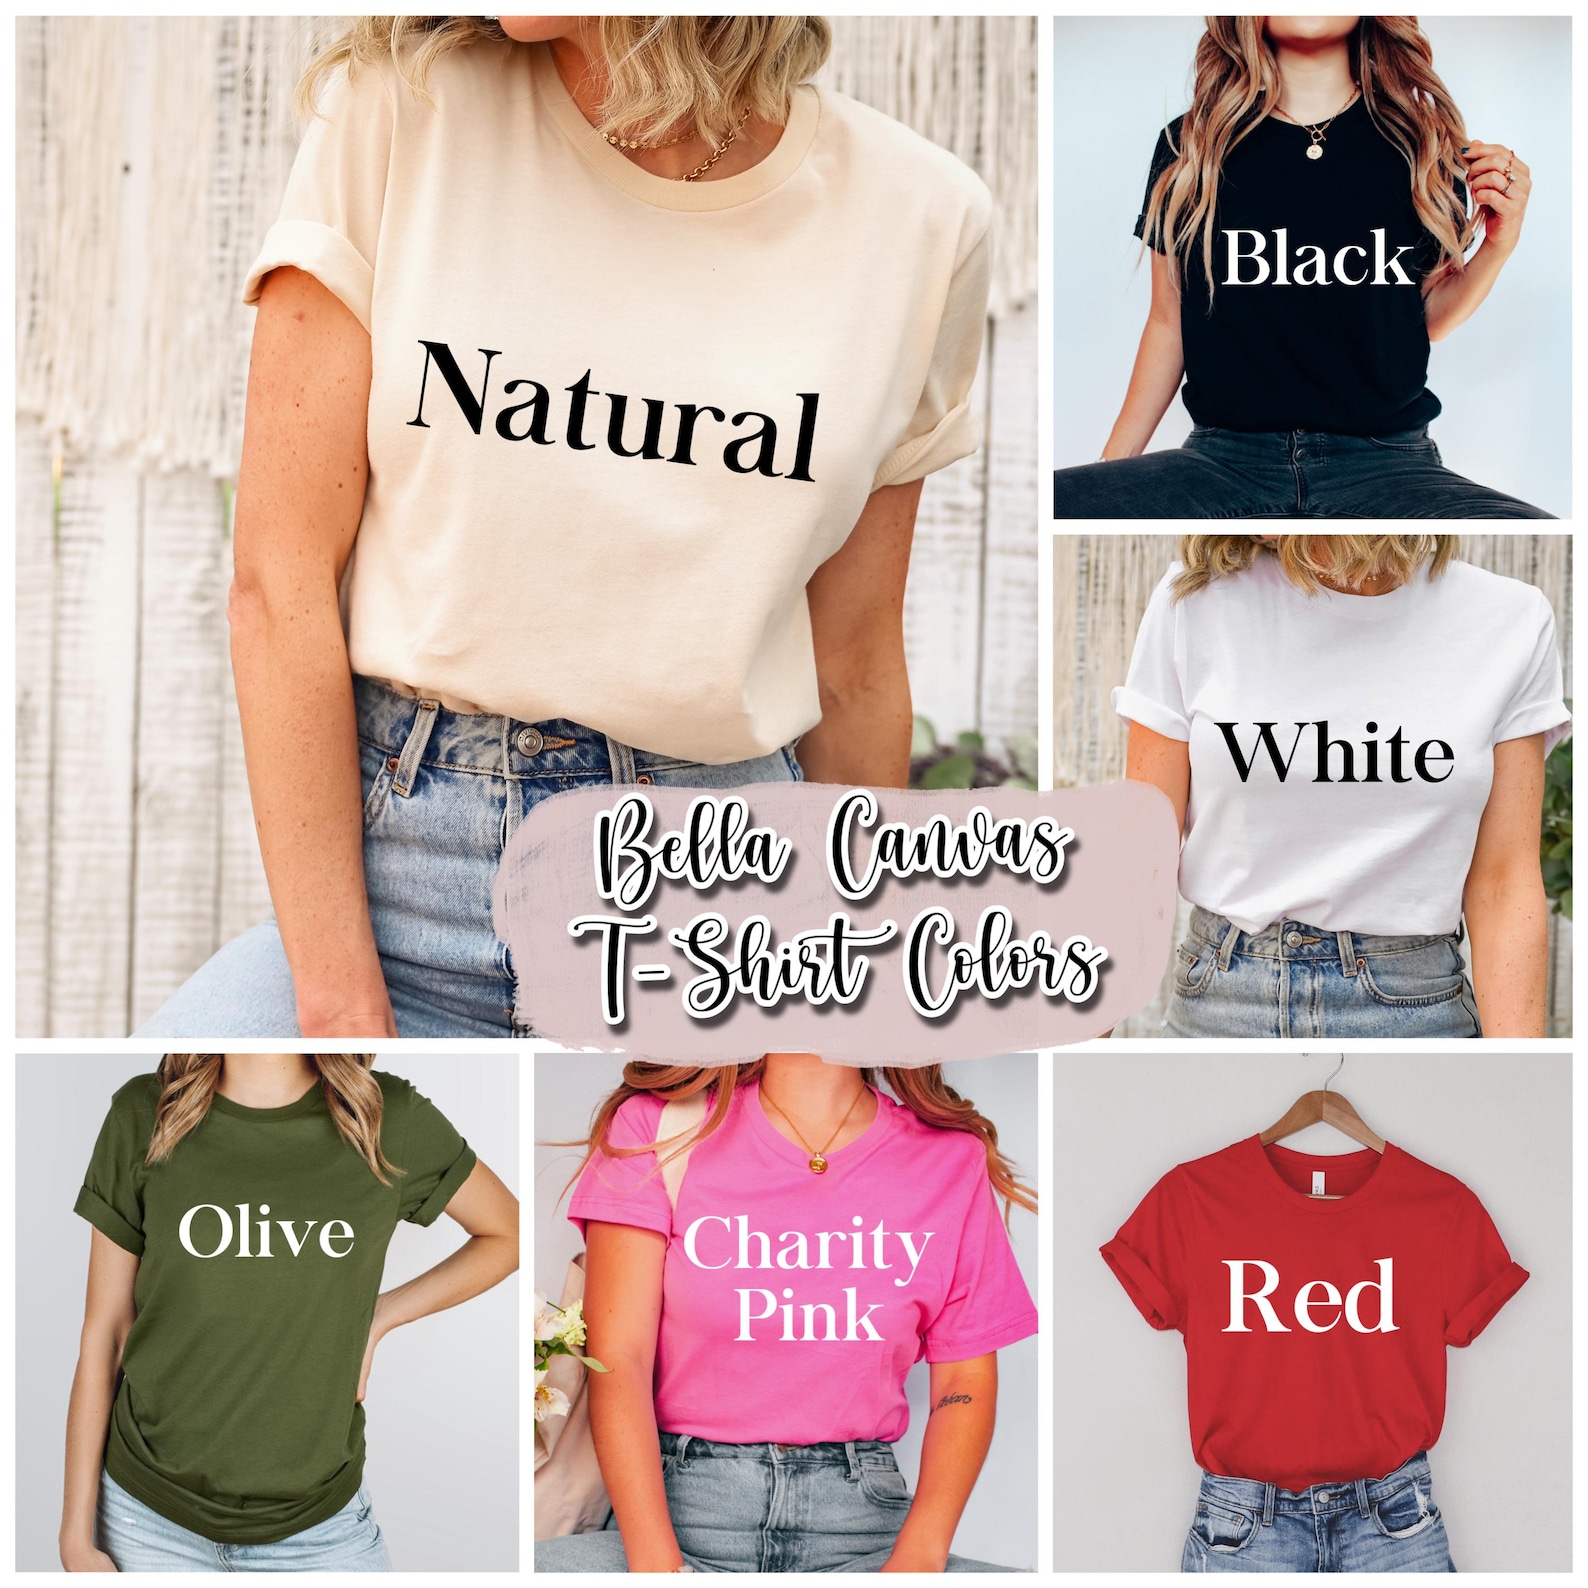 Natural
Black
White
Bella Canvas
T-Shirt Colors
Olive
Charity
Pink
Red